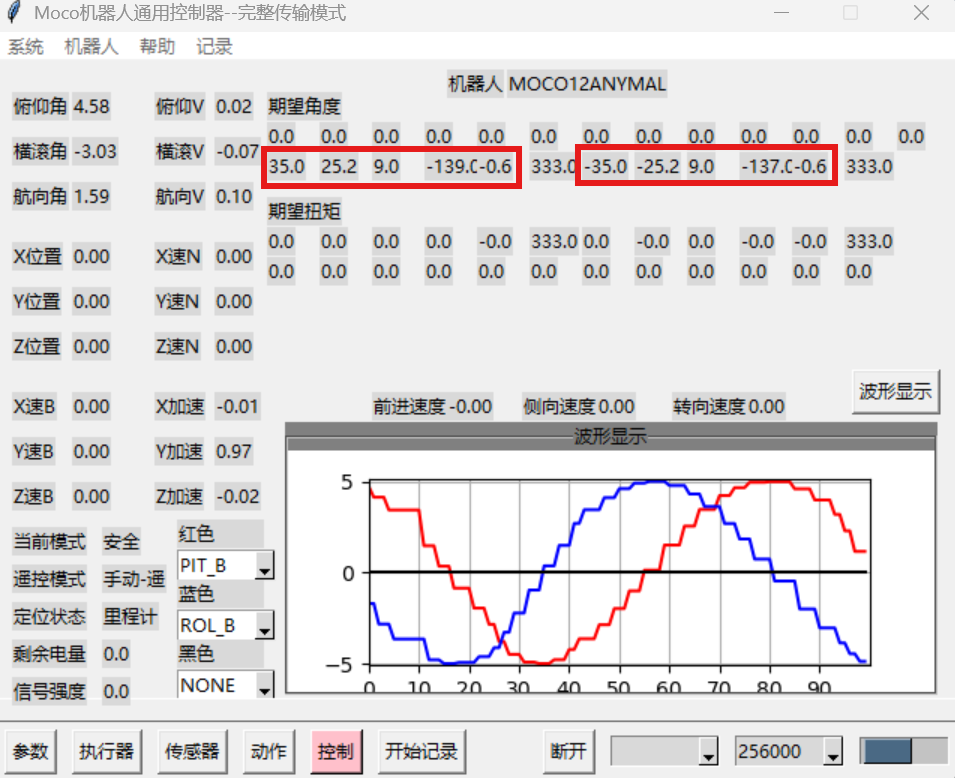 Moco机器人通用控制器--完整传输模式
系统 机器人 帮助 记录
机器人 MOCO12ANYMAL
俯仰角 4.58 俯仰V 0.02 期望角度
0.0 0.0 0.0 0.0 0.0 0.0 0.0 0.0 0.0 0.0 0.0 0.0 0.0
横滚角 -3.03 横滚V -0.07
35.0 25.2 9.0 -139.0 -0.6 333.0 -35.0 -25.2 9.0 -137.0 -0.6 333.0
航向角 1.59 航向V 0.10
期望扭矩
0.0 0.0 0.0 0.0 -0.0 333.0 0.0 -0.0 0.0 -0.0 -0.0 333.0
X位置 0.00 X速N 0.00
0.0 0.0 0.0 0.0 0.0 0.0 0.0 0.0 0.0 0.0 0.0 0.0
Y位置 0.00 Y速N 0.00
Z位置 0.00 Z速N 0.00
波形显示
X速B 0.00 X加速 -0.01 前进速度 -0.00 侧向速度 0.00 转向速度 0.00
波形显示
Y速B 0.00 Y加速 0.97
Z速B 0.00 Z加速 -0.02
5
0
−5
0 10 20 30 40 50 60 70 80 90
当前模式 安全 红色
PIT_B
遥控模式 手动-遥
蓝色
定位状态 里程计 ROL_B
剩余电量 0.0 黑色
信号强度 0.0 NONE
参数 执行器 传感器 动作 控制 开始记录 断开 256000